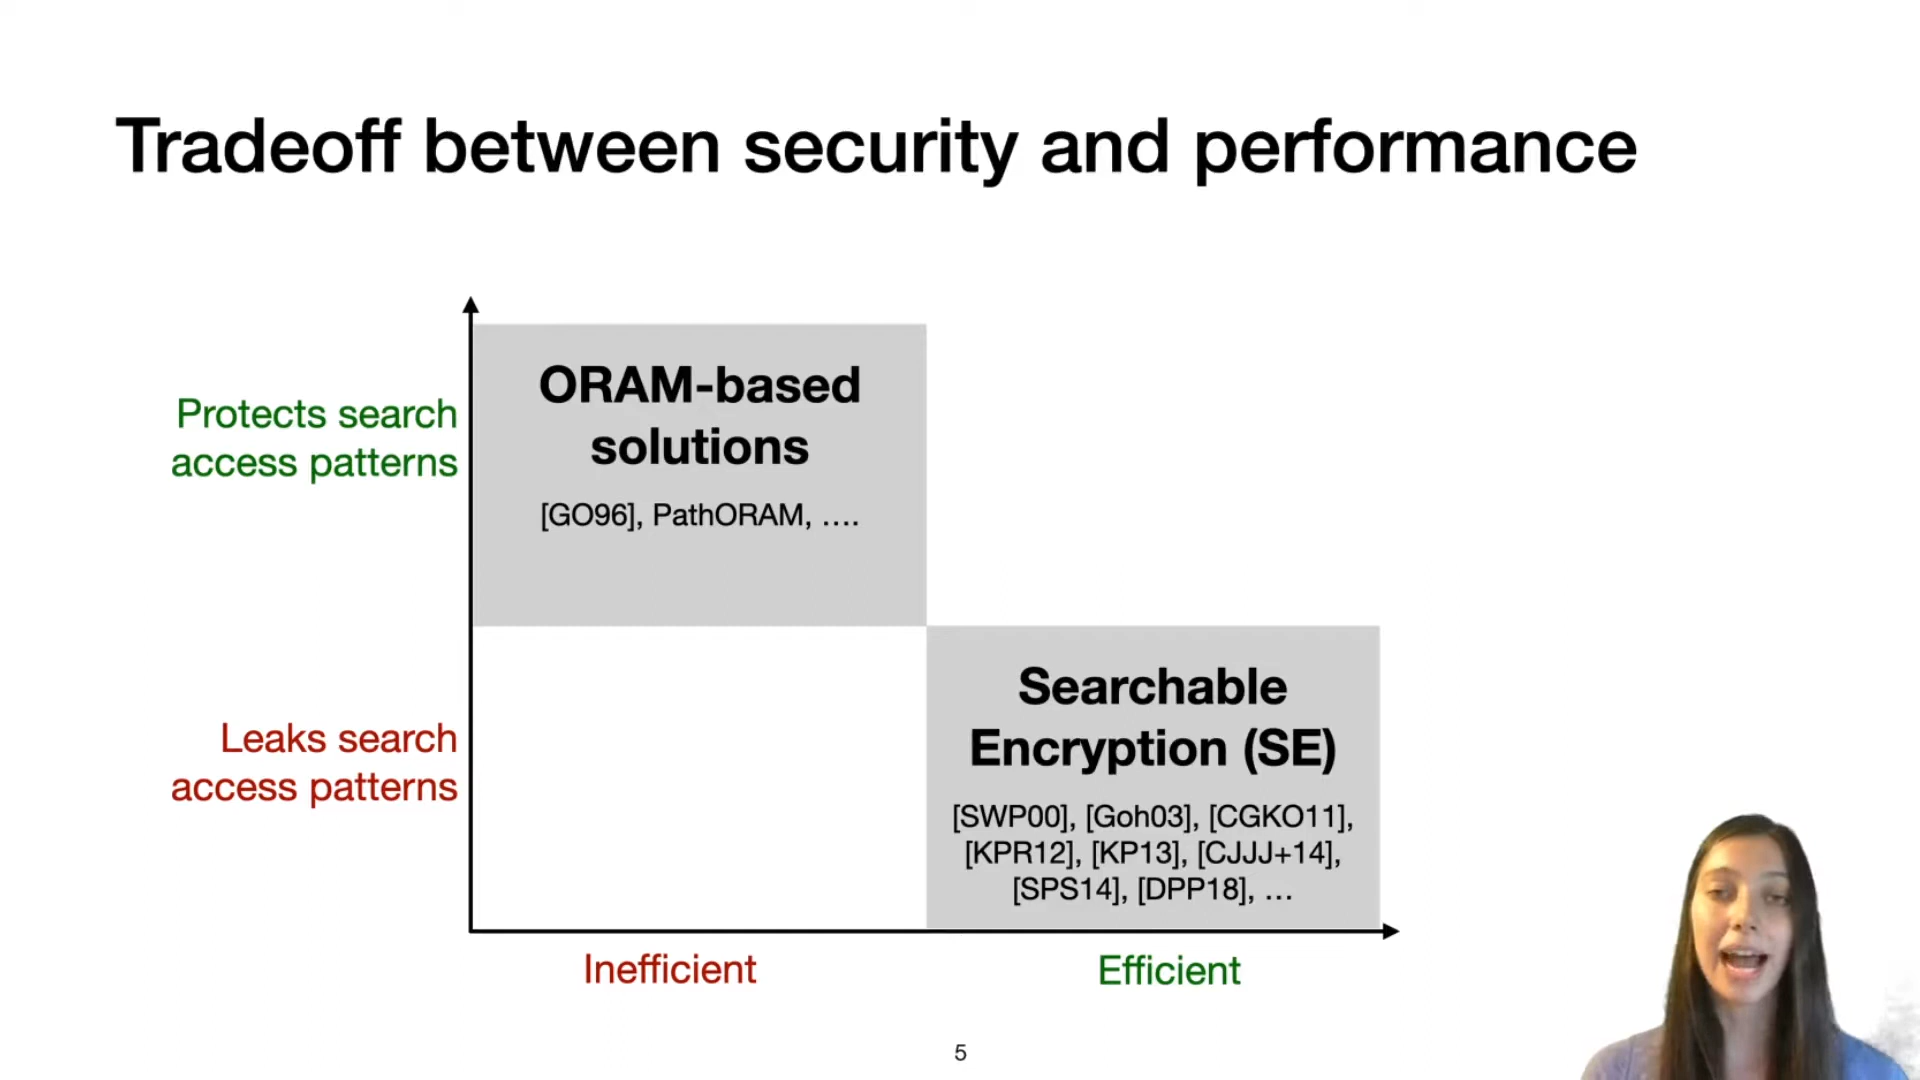 Tradeoff between security and performance
Protects search
access patterns
ORAM-based
solutions
[GO96], PathORAM, ....
Leaks search
access patterns
Searchable
Encryption (SE)
[SWP00], [Goh03], [CGKO11],
[KPR12], [KP13], [CJJJ+14],
[SPS14], [DPP18], ...
Inefficient
Efficient
5